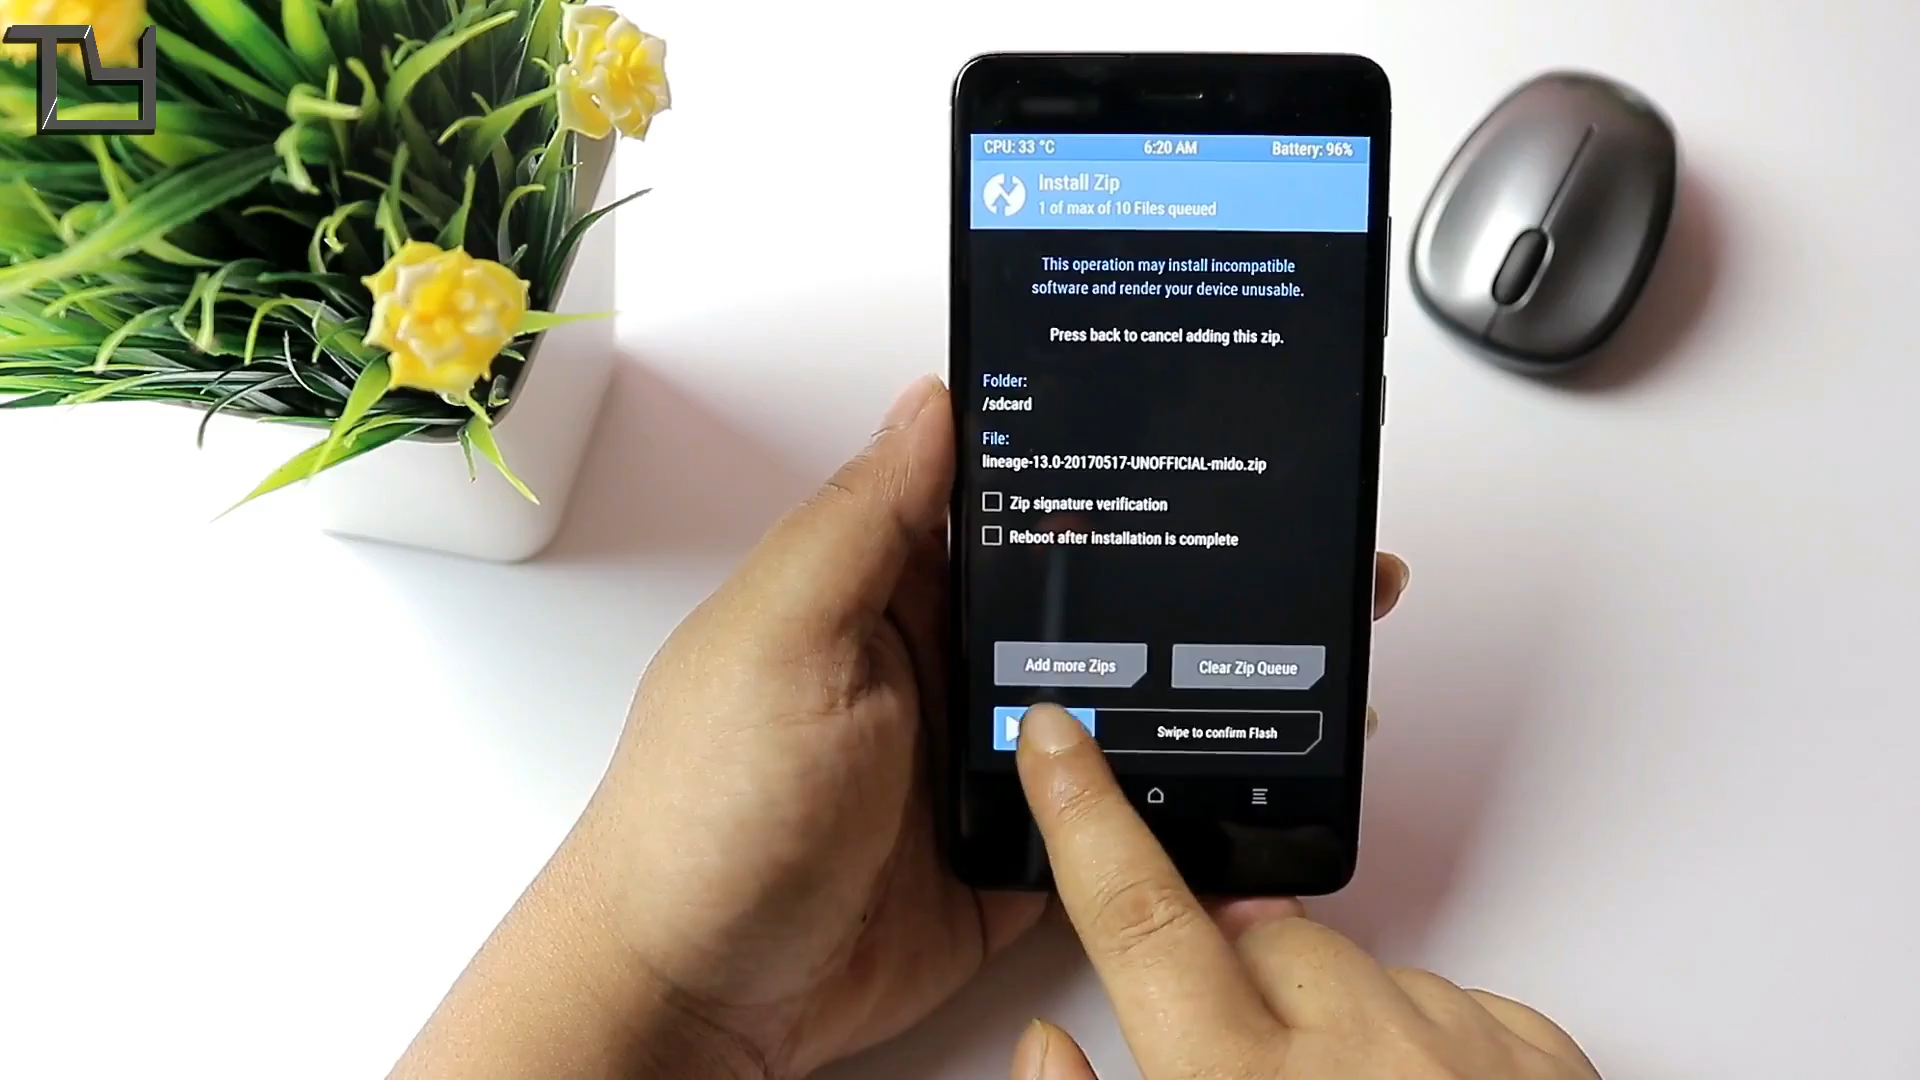 TY
CPU: 33 °C 6:20 AM Battery: 96%
Install Zip
1 of max of 10 Files queued
This operation may install incompatible
software and render your device unusable.
Press back to cancel adding this zip.
Folder:
/sdcard
File:
lineage-13.0-20170517-UNOFFICIAL-mido.zip
Zip signature verification
Reboot after installation is complete
Add more Zips Clear Zip Queue
Swipe to confirm Flash